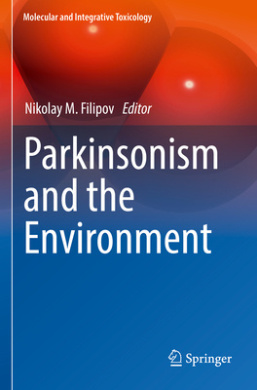 Molecular and Integrative Toxicology
Nikolay M. Filipov Editor
Parkinsonism
and the
Environment
Springer